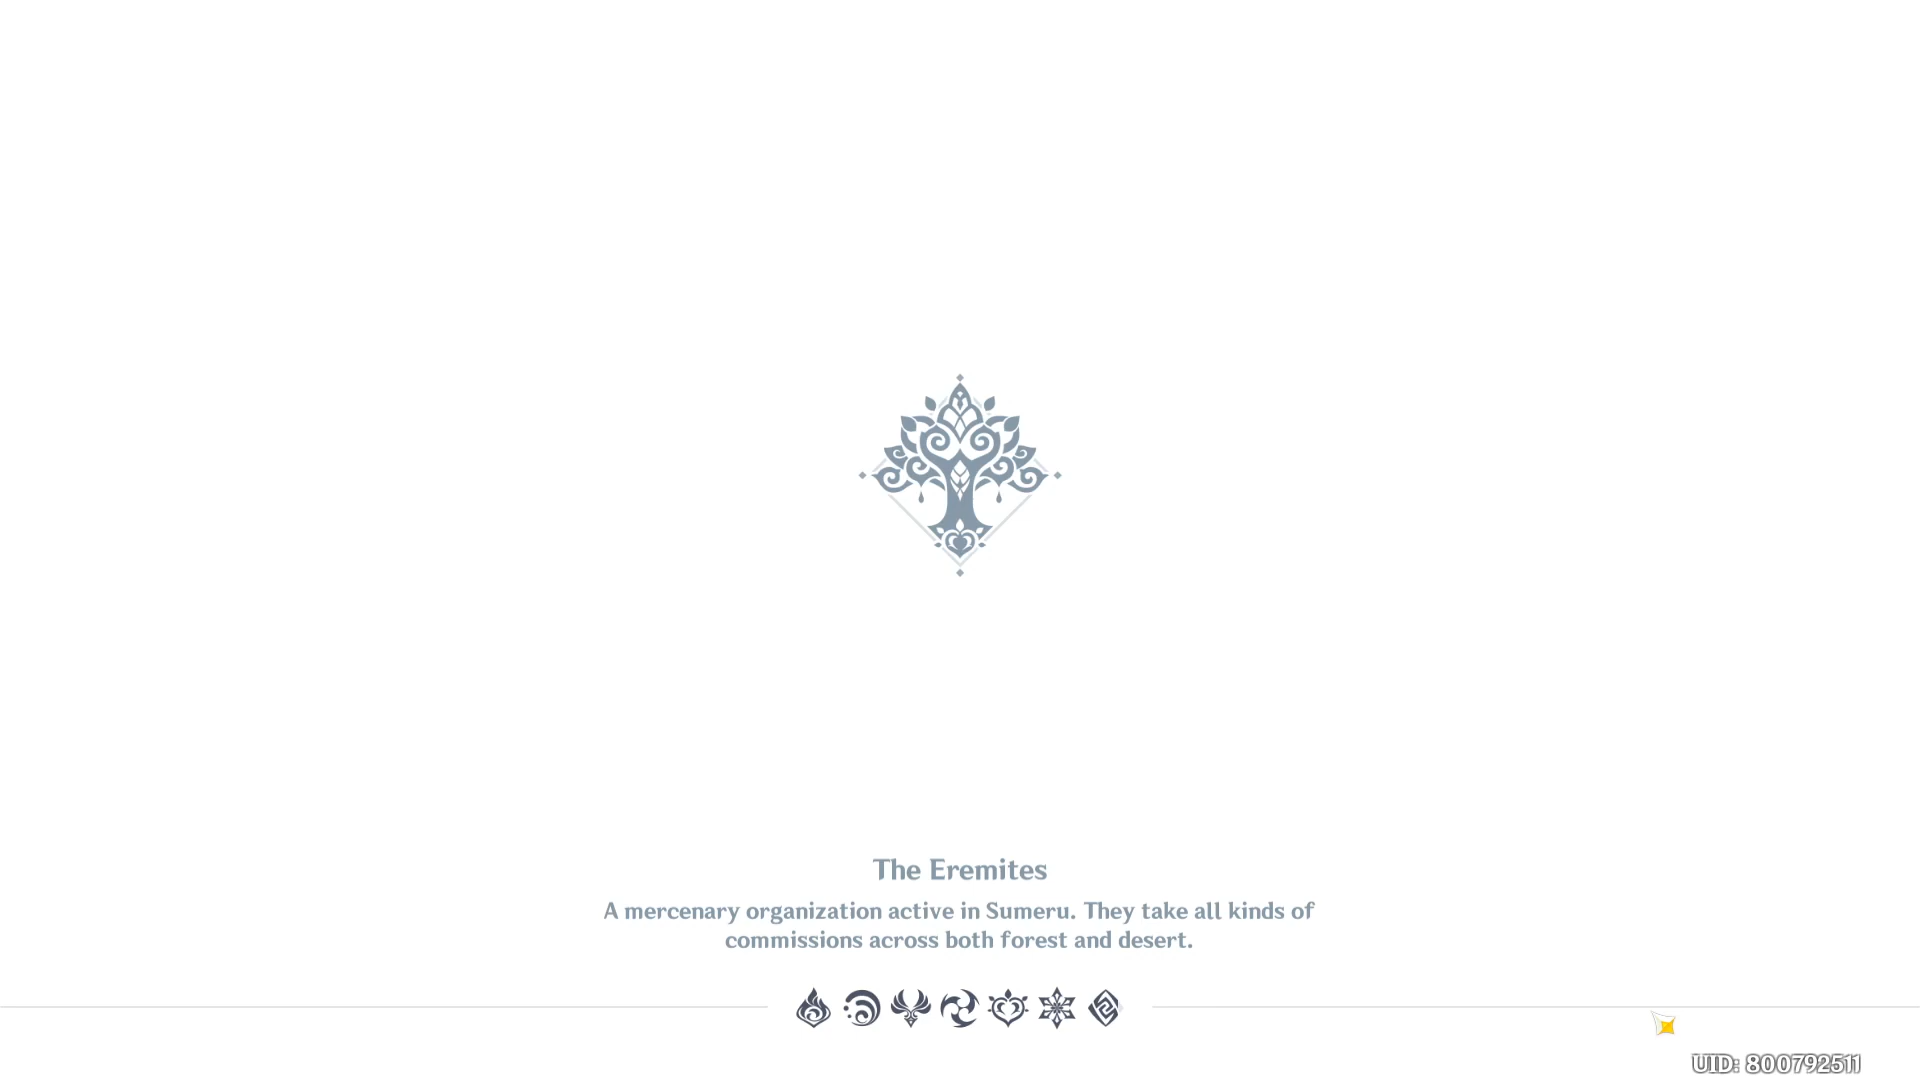 The Eremites
A mercenary organization active in Sumeru. They take all kinds of
commissions across both forest and desert.
UID: 800792511